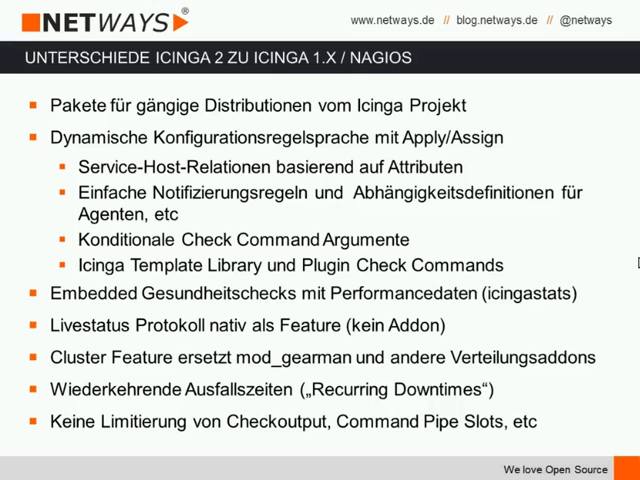 NETWAYS®
www.netways.de // blog.netways.de // @netways
UNTERSCHIEDE ICINGA 2 ZU ICINGA 1.X / NAGIOS
Pakete für gängige Distributionen vom Icinga Projekt
Dynamische Konfigurationsregelsprache mit Apply/Assign
Service-Host-Relationen basierend auf Attributen
Einfache Notifizierungsregeln und Abhängigkeitsdefinitionen für
Agenten, etc
Konditionale Check Command Argumente
Icinga Template Library und Plugin Check Commands
Embedded Gesundheitschecks mit Performancedaten (icingastats)
Livestatus Protokoll nativ als Feature (kein Addon)
Cluster Feature ersetzt mod_gearman und andere Verteilungsaddons
Wiederkehrende Ausfallszeiten („Recurring Downtimes“)
Keine Limitierung von Checkoutput, Command Pipe Slots, etc
We love Open Source